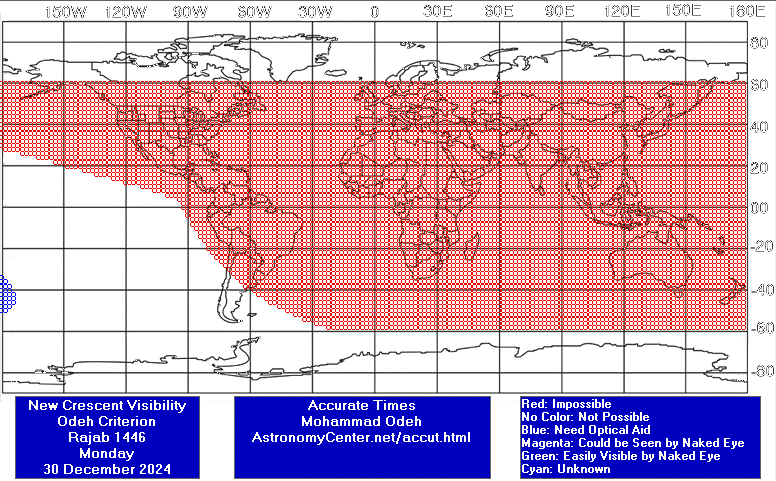 150W 120W 90W 60W 30W 0 30E 60E 90E 120E 150E 180E
80
60
40
20
00
-20
-40
-60
-80
New Crescent Visibility
Odeh Criterion
Rajab 1446
Monday
30 December 2024
Accurate Times
Mohammad Odeh
AstronomyCenter.net/accut.html
Red: Impossible
No Color: Not Possible
Blue: Need Optical Aid
Magenta: Could be Seen by Naked Eye
Green: Easily Visible by Naked Eye
Cyan: Unknown